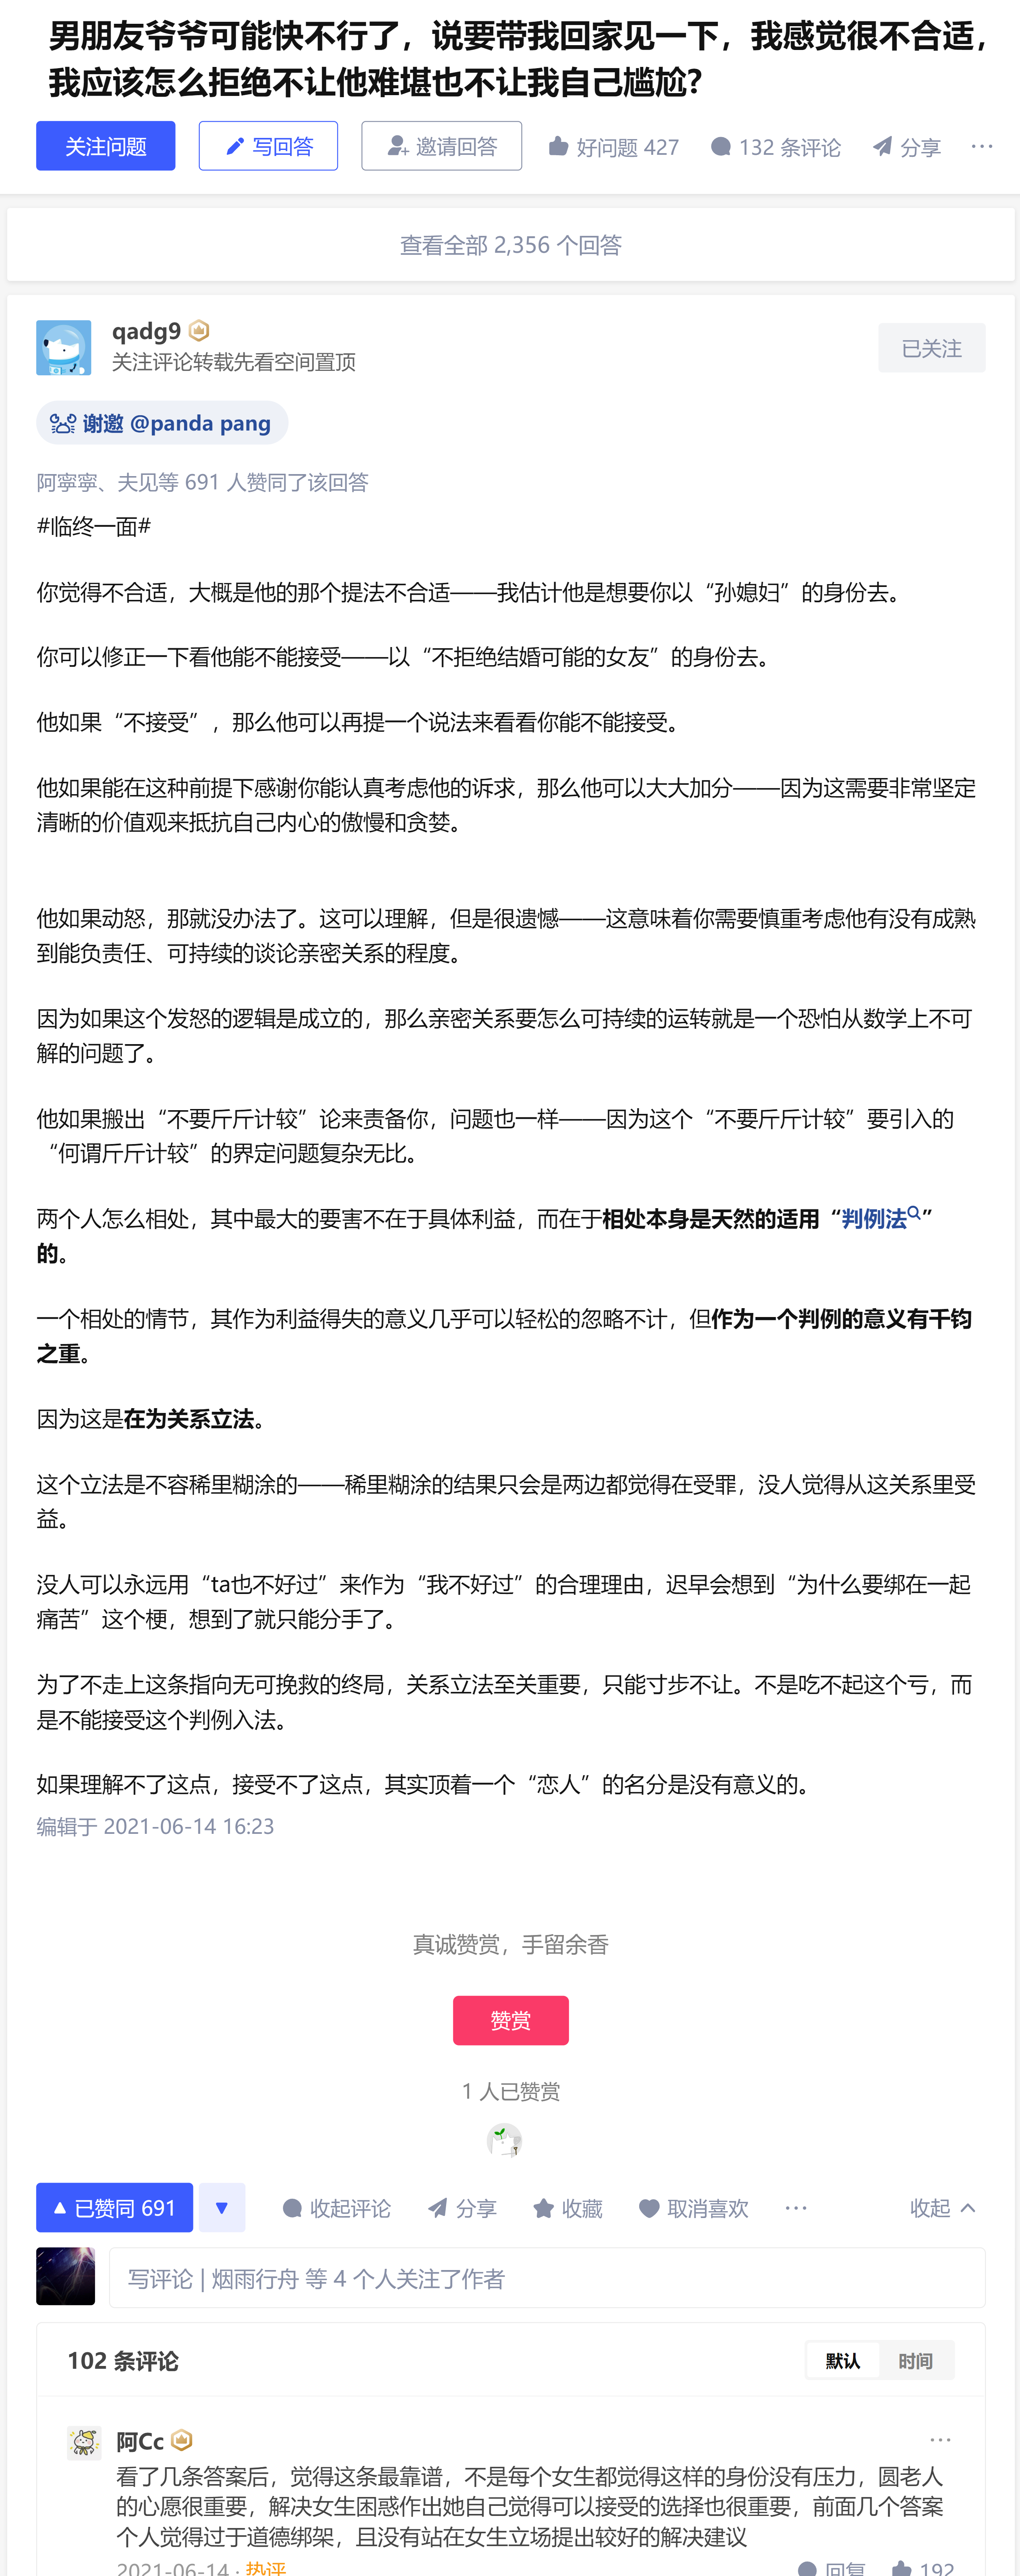 男朋友爷爷可能快不行了，说要带我回家见一下，我感觉很不合适，
我应该怎么拒绝不让他难堪也不让我自己尴尬？
关注问题 写回答 邀请回答 好问题 427 132 条评论 分享 ···
查看全部 2,356 个回答
qadg9
关注评论转载先看空间置顶
已关注
谢邀 @panda pang
阿寧寧、夫见等 691 人赞同了该回答
#临终一面#
你觉得不合适，大概是他的那个提法不合适——我估计他是想要你以“孙媳妇”的身份去。
你可以修正一下看他能不能接受——以“不拒绝结婚可能的女友”的身份去。
他如果“不接受”，那么他可以再提一个说法来看看你能不能接受。
他如果能在这种前提下感谢你能认真考虑他的诉求，那么他可以大大加分——因为这需要非常坚定
清晰的价值观来抵抗自己内心的傲慢和贪婪。
他如果动怒，那就没办法了。这可以理解，但是很遗憾——这意味着你需要慎重考虑他有没有成熟
到能负责任、可持续的谈论亲密关系的程度。
因为如果这个发怒的逻辑是成立的，那么亲密关系要怎么可持续的运转就是一个恐怕从数学上不可
解的问题了。
他如果搬出“不要斤斤计较”论来责备你，问题也一样——因为这个“不要斤斤计较”要引入的
“何谓斤斤计较”的界定问题复杂无比。
两个人怎么相处，其中最大的要害不在于具体利益，而在于相处本身是天然的适用“判例法”
的。
一个相处的情节，其作为利益得失的意义几乎可以轻松的忽略不计，但作为一个判例的意义有千钧
之重。
因为这是在为关系立法。
这个立法是不容稀里糊涂的——稀里糊涂的结果只会是两边都觉得在受罪，没人觉得从这关系里受
益。
没人可以永远用“ta也不好过”来作为“我不好过”的合理理由，迟早会想到“为什么要绑在一起
痛苦”这个梗，想到了就只能分手了。
为了不走上这条指向无可挽救的终局，关系立法至关重要，只能寸步不让。不是吃不起这个亏，而
是不能接受这个判例入法。
如果理解不了这点，接受不了这点，其实顶着一个“恋人”的名分是没有意义的。
编辑于 2021-06-14 16:23
真诚赞赏，手留余香
赞赏
1 人已赞赏
已赞同 691 收起评论 分享 收藏 取消喜欢 ··· 收起
写评论 | 烟雨行舟 等 4 个人关注了作者
102 条评论 默认 时间
阿Cc ···
看了几条答案后，觉得这条最靠谱，不是每个女生都觉得这样的身份没有压力，圆老人
的心愿很重要，解决女生困惑作出她自己觉得可以接受的选择也很重要，前面几个答案
个人觉得过于道德绑架，且没有站在女生立场提出较好的解决建议
2021-06-14 · 热评 回复 192